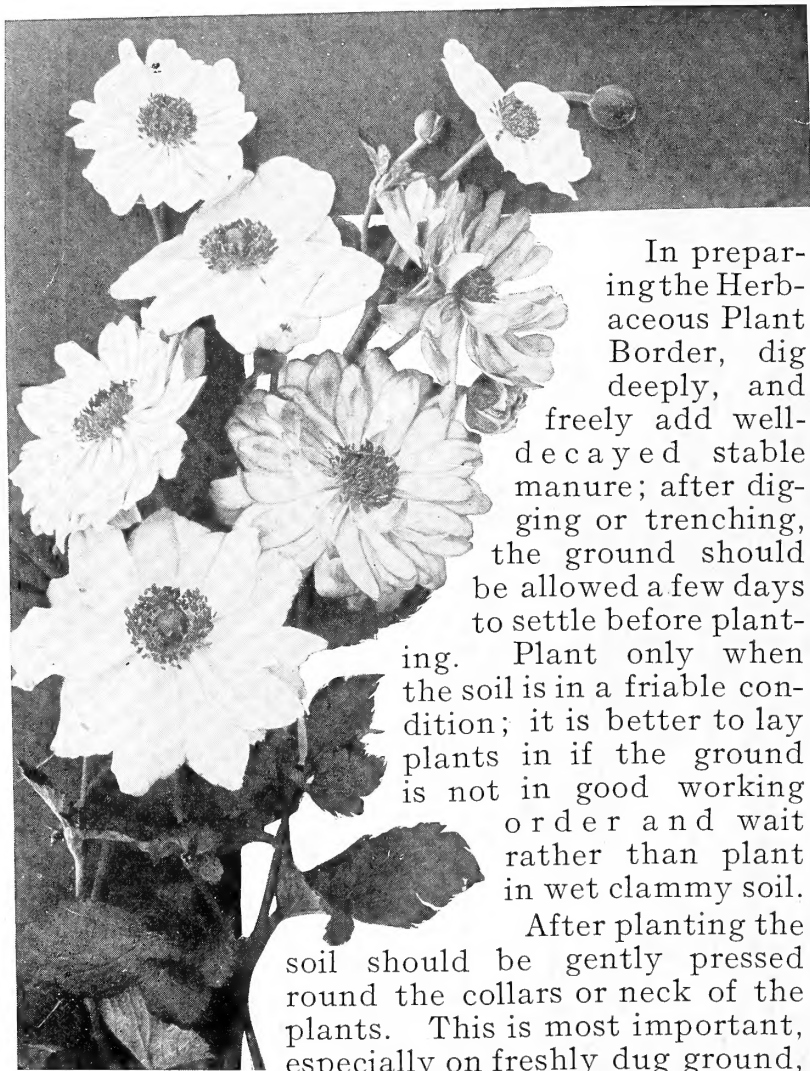 In prepar-
ing the Herb-
aceous Plant
Border, dig
deeply, and
freely add well-
decayed stable
manure; after dig-
ging or trenching,
the ground should
be allowed a few days
to settle before plant-
ing. Plant only when
the soil is in a friable con-
dition; it is better to lay
plants in if the ground
is not in good working
order and wait
rather than plant
in wet clammy soil.
After planting the
soil should be gently pressed
round the collars or neck of the
plants. This is most important,
especially on freshly dug ground,